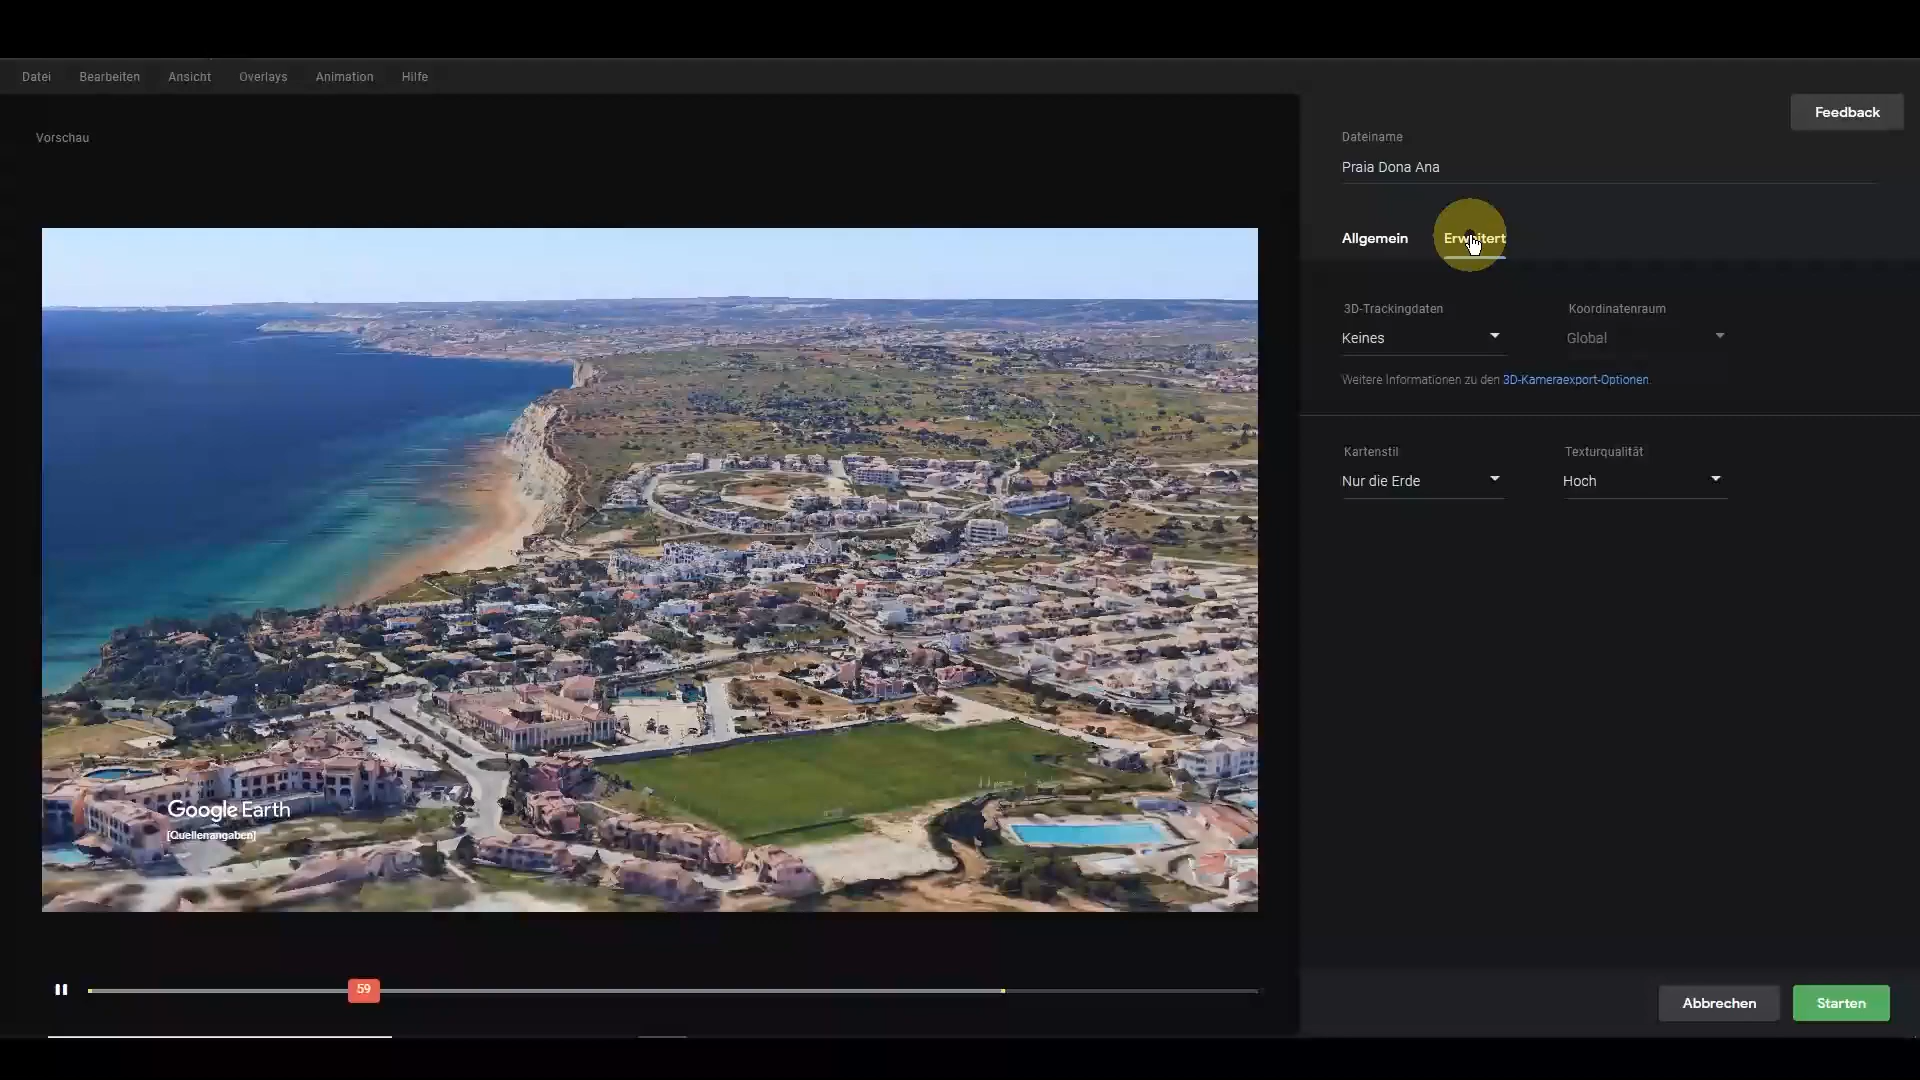 Datei Bearbeiten Ansicht Overlays Animation Hilfe
Feedback
Vorschau
Dateiname
Praia Dona Ana
Allgemein Erweitert
3D-Trackingdaten Koordinatenraum
Keines Global
Weitere Informationen zu den 3D-Kameraexport-Optionen.
Kartenstil Texturqualität
Nur die Erde Hoch
Google Earth
[Quellenangaben]
59
Abbrechen Starten